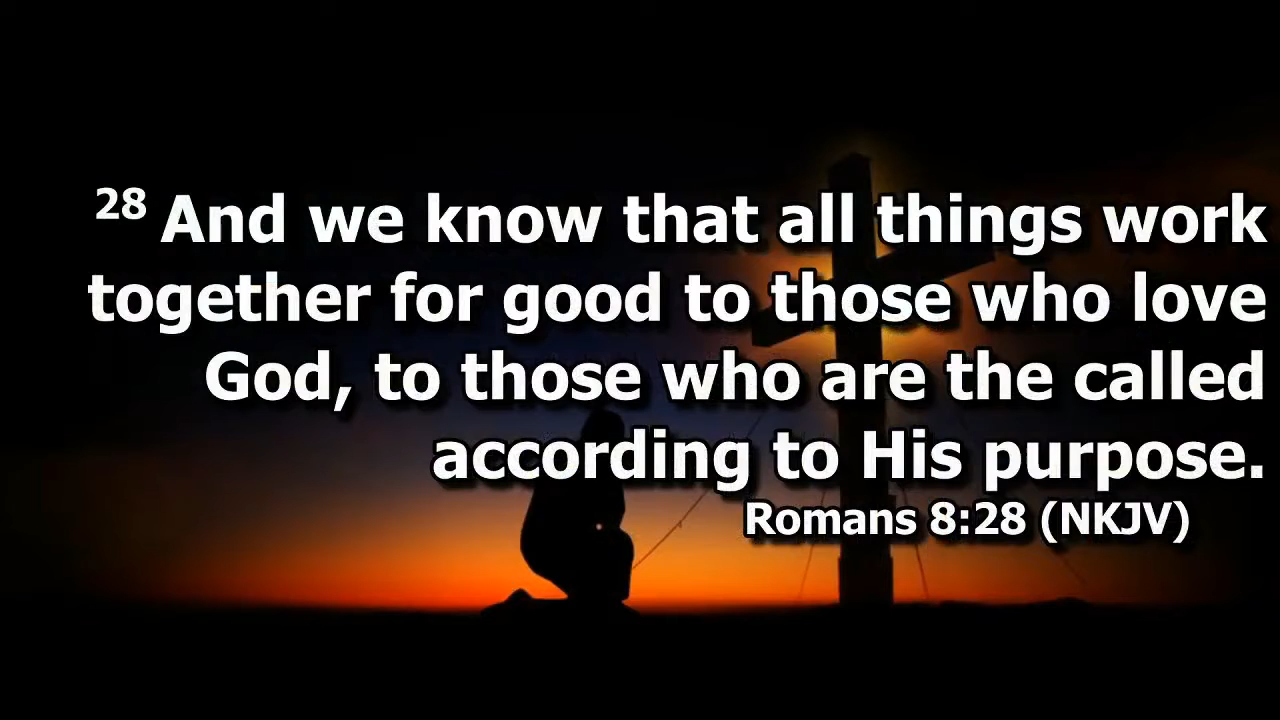 28 And we know that all things work
together for good to those who love
God, to those who are the called
according to His purpose.
Romans 8:28 (NKJV)